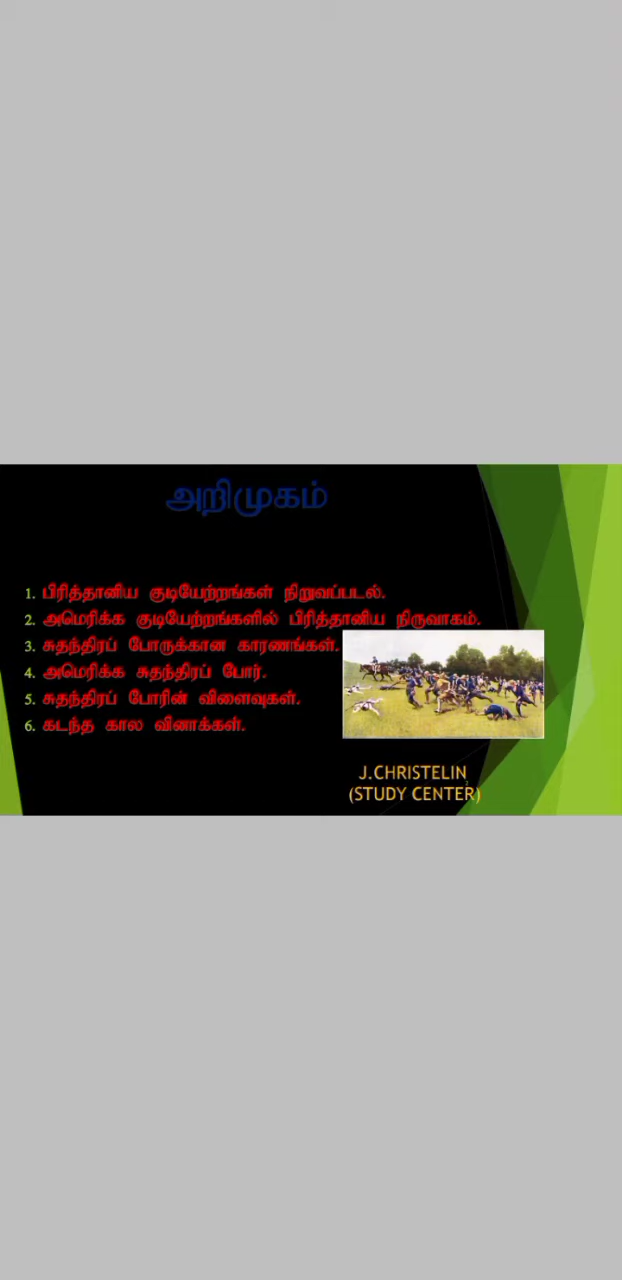 அறிமுகம்
1. பிரித்தானிய குடியேற்றங்கள் நிறுவப்படல்.
2. அமெரிக்க குடியேற்றங்களில் பிரித்தானிய நிருவாகம்.
3. சுதந்திரப் போருக்கான காரணங்கள்.
4. அமெரிக்க சுதந்திரப் போர்.
5. சுதந்திரப் போரின் விளைவுகள்.
6. கடந்த கால வினாக்கள்.
J.CHRISTELIN
2
(STUDY CENTER)